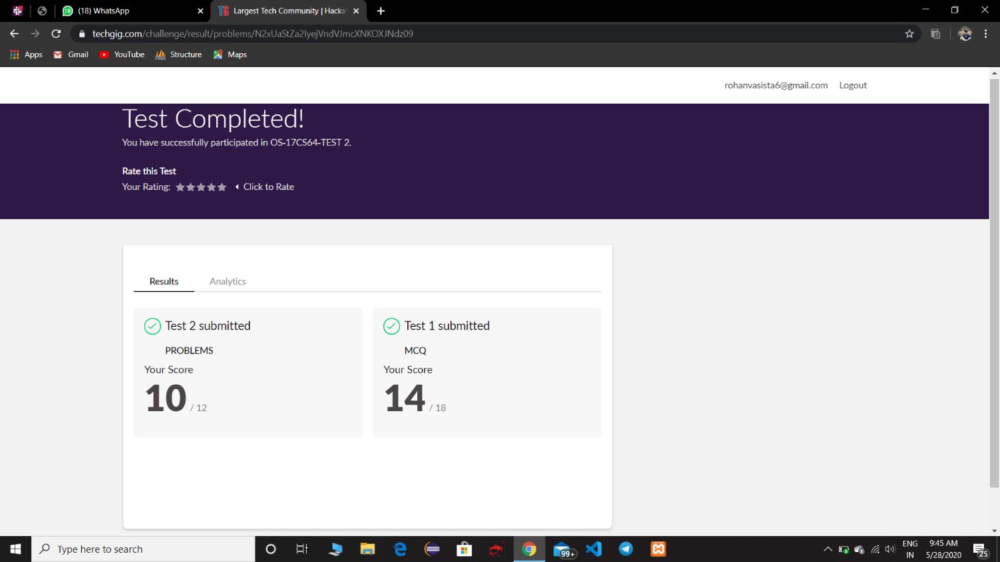 (18) WhatsApp
Largest Tech Community | Hacka
techgig.com/challenge/result/problems/N2xUaStZa2IyejVndVJmcXNKOXJNdz09
Apps Gmail YouTube Structure Maps
rohanvasista6@gmail.com Logout
Test Completed!
You have successfully participated in OS-17CS64-TEST 2.
Rate this Test
Your Rating: Click to Rate
Results Analytics
Test 2 submitted
PROBLEMS
Your Score
10 / 12
Test 1 submitted
MCQ
Your Score
14 / 18
Type here to search
99+
ENG
IN
9:45 AM
5/28/2020
25